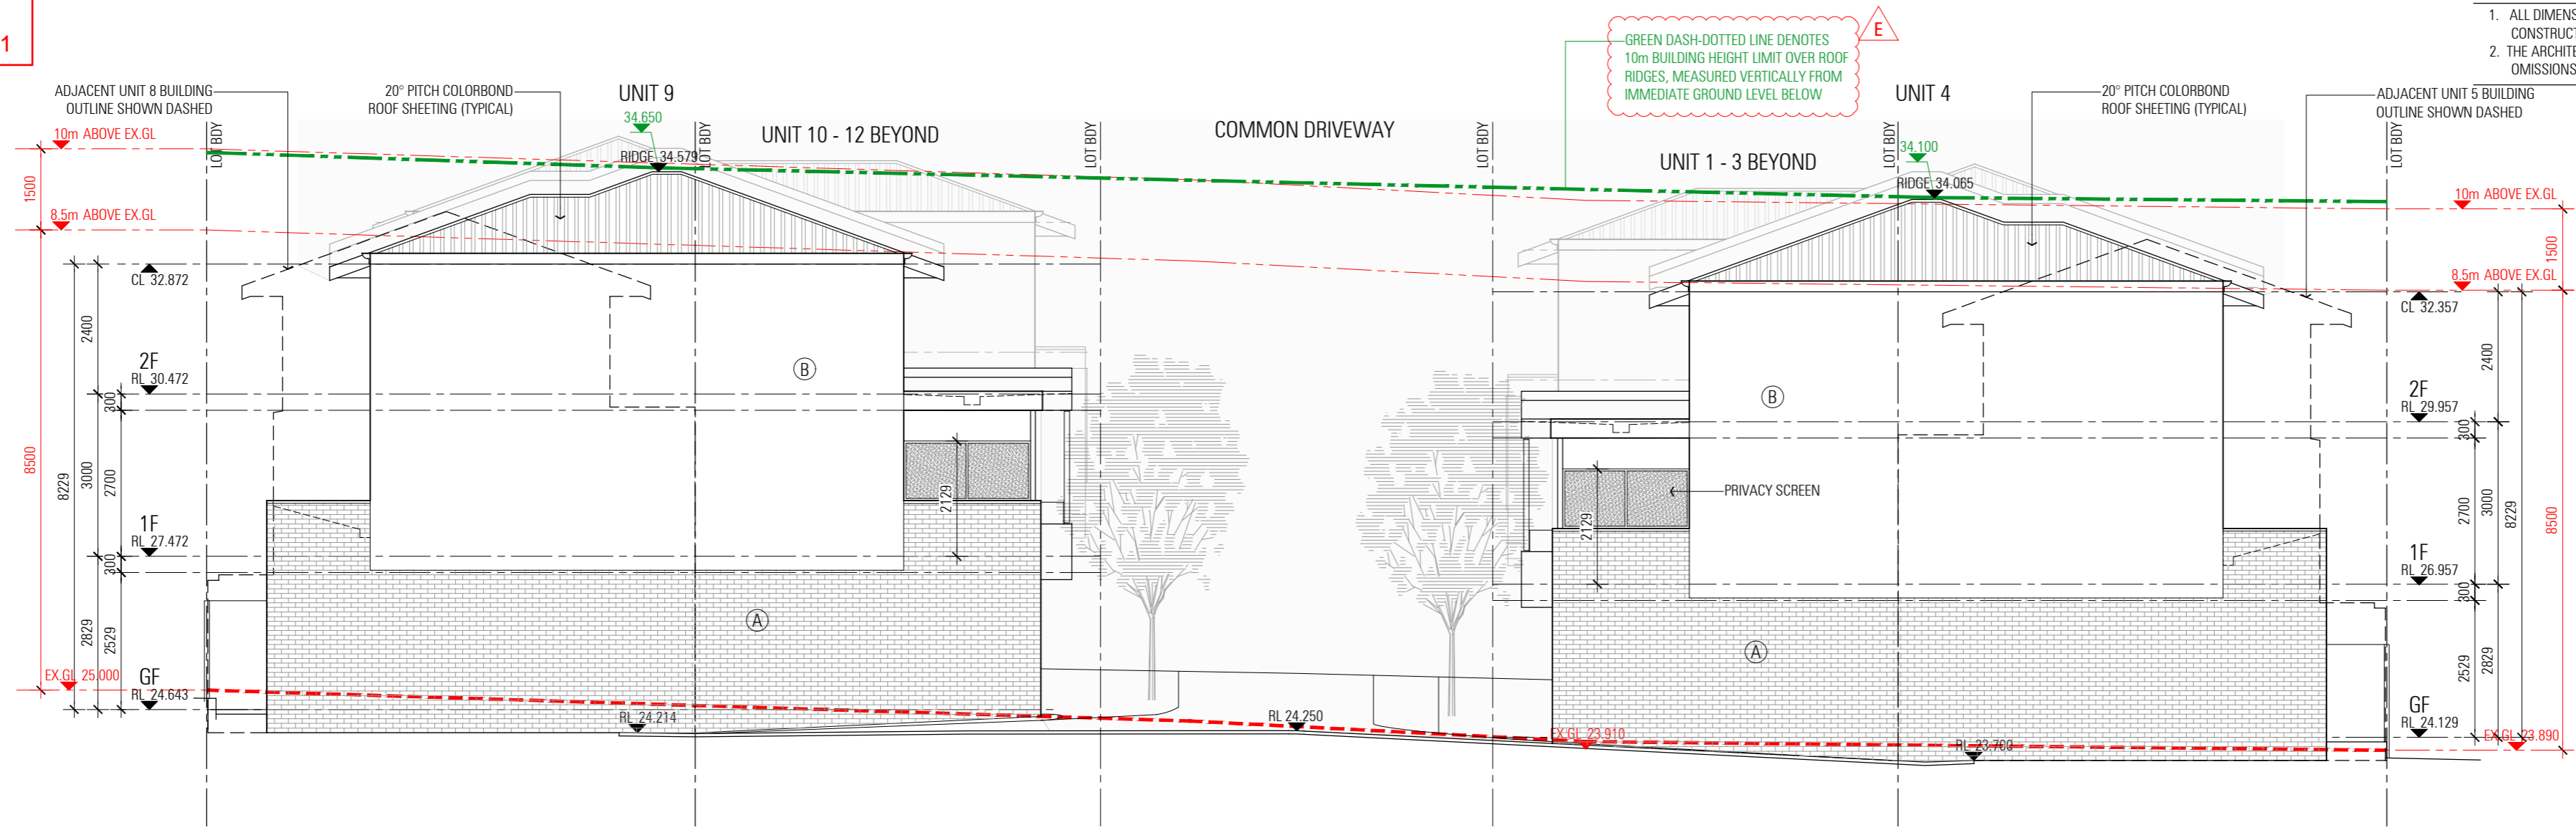 1
1. ALL DIMENS
CONSTRUCT
2. THE ARCHITE
OMISSIONS
GREEN DASH-DOTTED LINE DENOTES
10m BUILDING HEIGHT LIMIT OVER ROOF
RIDGES, MEASURED VERTICALLY FROM
IMMEDIATE GROUND LEVEL BELOW
E
ADJACENT UNIT 8 BUILDING
OUTLINE SHOWN DASHED
20° PITCH COLORBOND
ROOF SHEETING (TYPICAL)
UNIT 9
34.650
RIDGE 34.579
UNIT 10 - 12 BEYOND
COMMON DRIVEWAY
UNIT 1 - 3 BEYOND
UNIT 4
34.100
RIDGE 34.065
20° PITCH COLORBOND
ROOF SHEETING (TYPICAL)
ADJACENT UNIT 5 BUILDING
OUTLINE SHOWN DASHED
LOT BDY
LOT BDY
LOT BDY
LOT BDY
LOT BDY
LOT BDY
10m ABOVE EX.GL
1500
8.5m ABOVE EX.GL
CL 32.872
2400
2F
RL 30.472
300
8500
8229
3000
2700
1F
RL 27.472
300
2829
2529
EX.GL 25.000
GF
RL 24.643
B
2129
A
RL 24.214
RL 24.250
EX.GL 23.910
RL 23.700
B
PRIVACY SCREEN
2129
A
10m ABOVE EX.GL
1500
8.5m ABOVE EX.GL
CL 32.357
2400
2F
RL 29.957
300
2700
3000
8229
8500
1F
RL 26.957
300
2529
2829
GF
RL 24.129
EX.GL 23.890